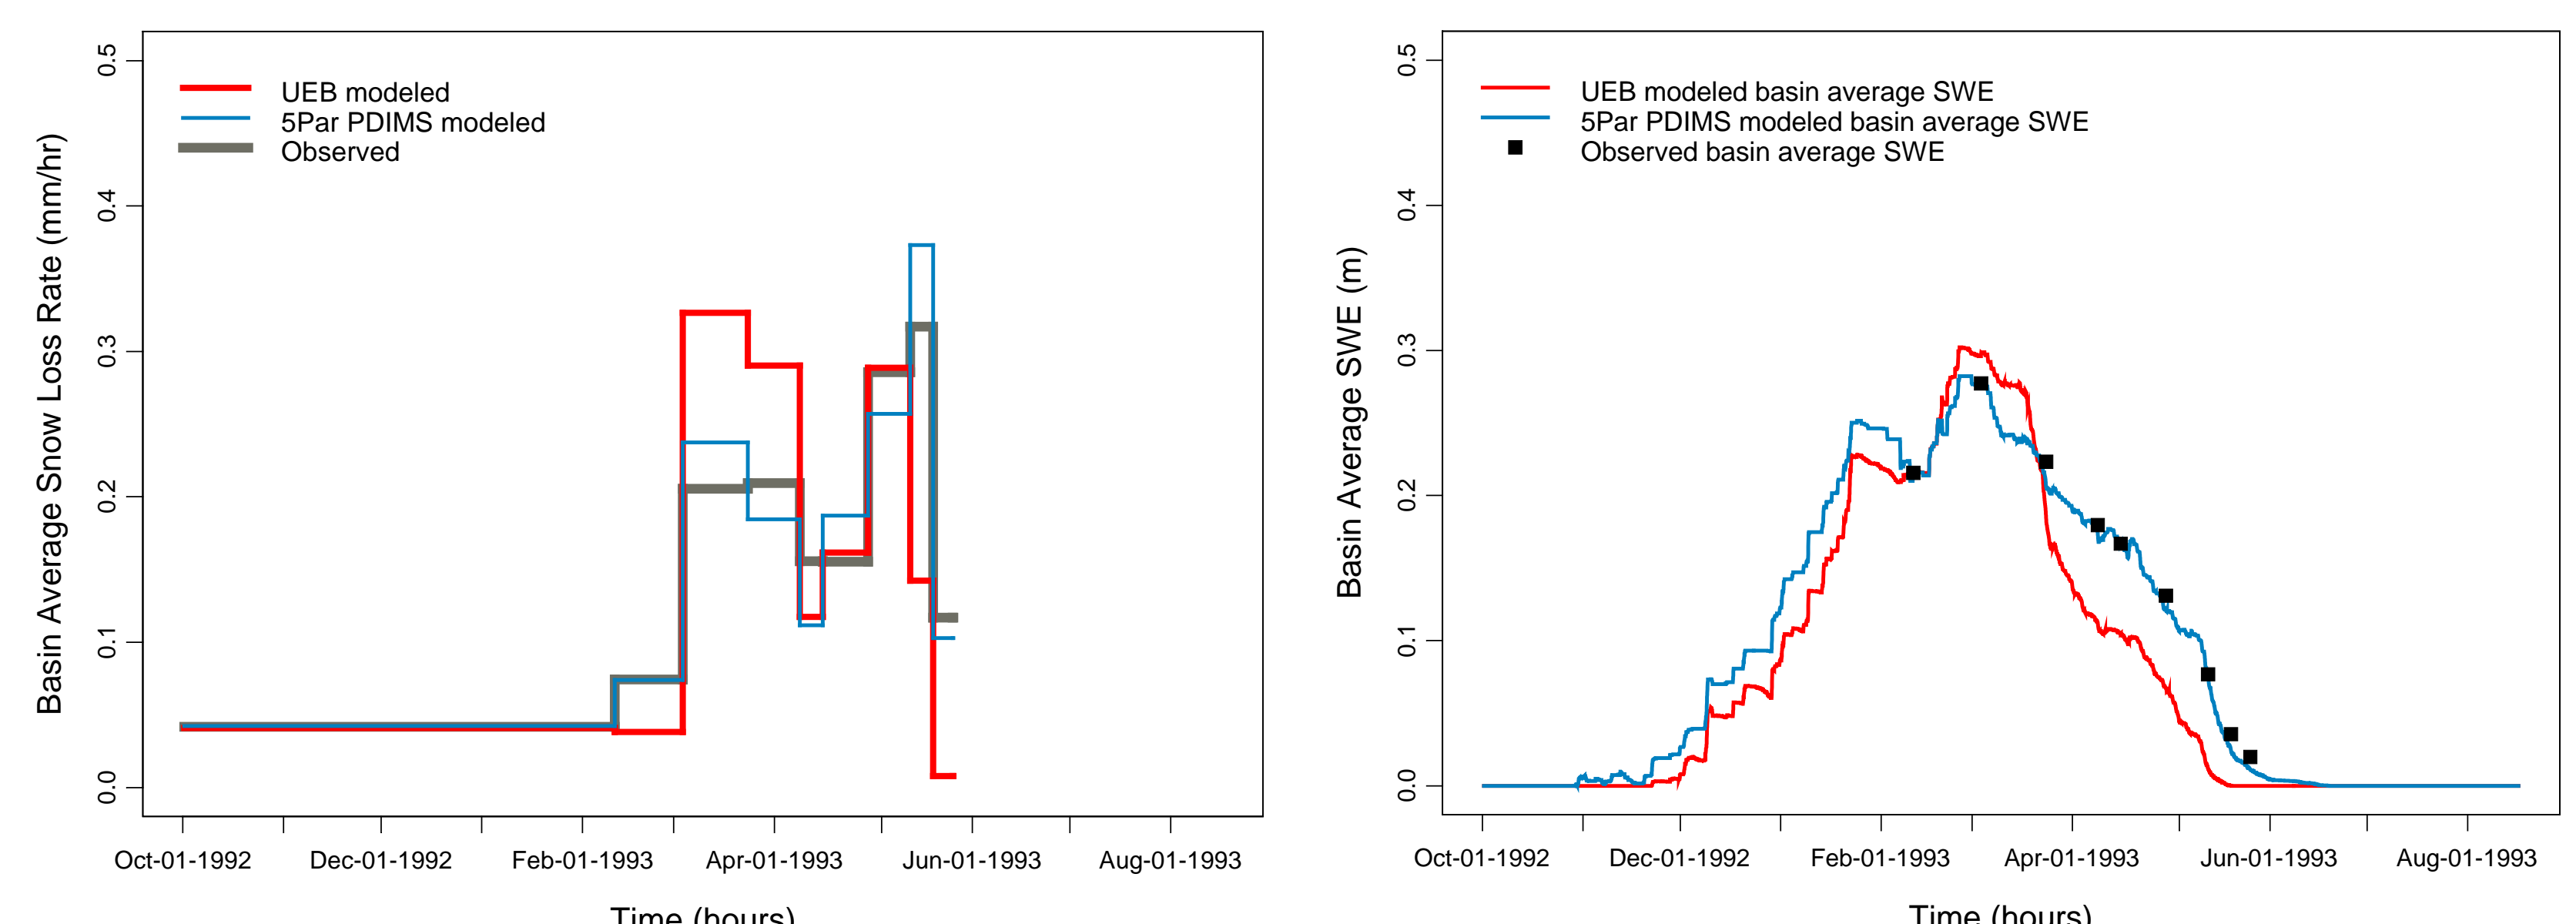 Basin Average Snow Loss Rate (mm/hr)
0.5
0.4
0.3
0.2
0.1
0.0
UEB modeled
5Par PDIMS modeled
Observed
Oct-01-1992 Dec-01-1992 Feb-01-1993 Apr-01-1993 Jun-01-1993 Aug-01-1993
Time (hours)
Basin Average SWE (m)
0.5
0.4
0.3
0.2
0.1
0.0
UEB modeled basin average SWE
5Par PDIMS modeled basin average SWE
Observed basin average SWE
Oct-01-1992 Dec-01-1992 Feb-01-1993 Apr-01-1993 Jun-01-1993 Aug-01-1993
Time (hours)